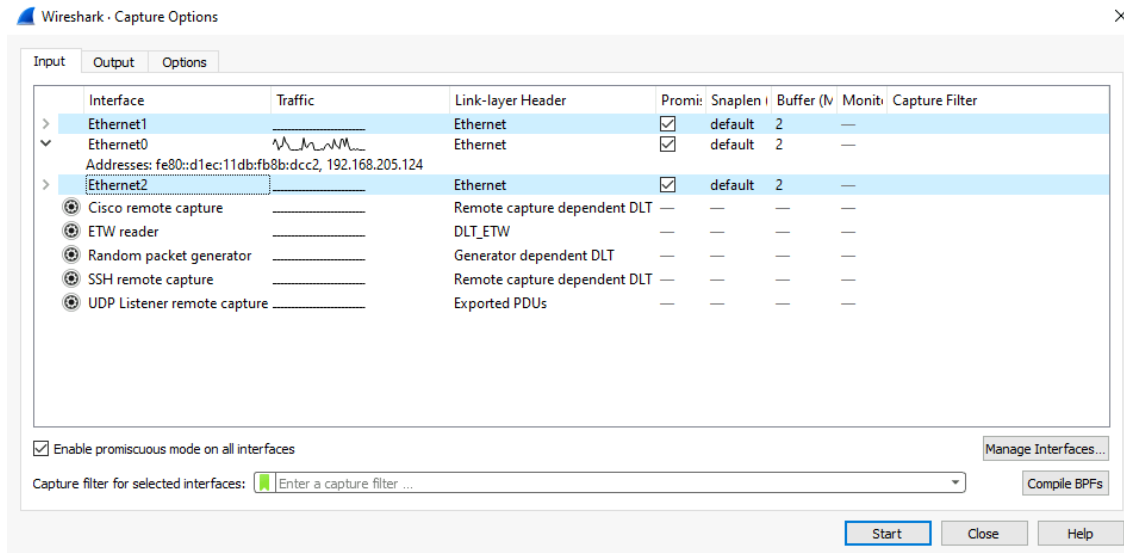 Wireshark · Capture Options
Input Output Options
Interface Traffic Link-layer Header Promi Snaplen ( Buffer (M Monit Capture Filter
Ethernet1 Ethernet default 2 —
Ethernet0 Ethernet default 2 —
Addresses: fe80::d1ec:11db:fb8b:dcc2, 192.168.205.124
Ethernet2 Ethernet default 2 —
Cisco remote capture Remote capture dependent DLT — — — —
ETW reader DLT_ETW — — — —
Random packet generator Generator dependent DLT — — — —
SSH remote capture Remote capture dependent DLT — — — —
UDP Listener remote capture Exported PDUs — — — —
Enable promiscuous mode on all interfaces Manage Interfaces...
Capture filter for selected interfaces: Enter a capture filter ... Compile BPFs
Start Close Help